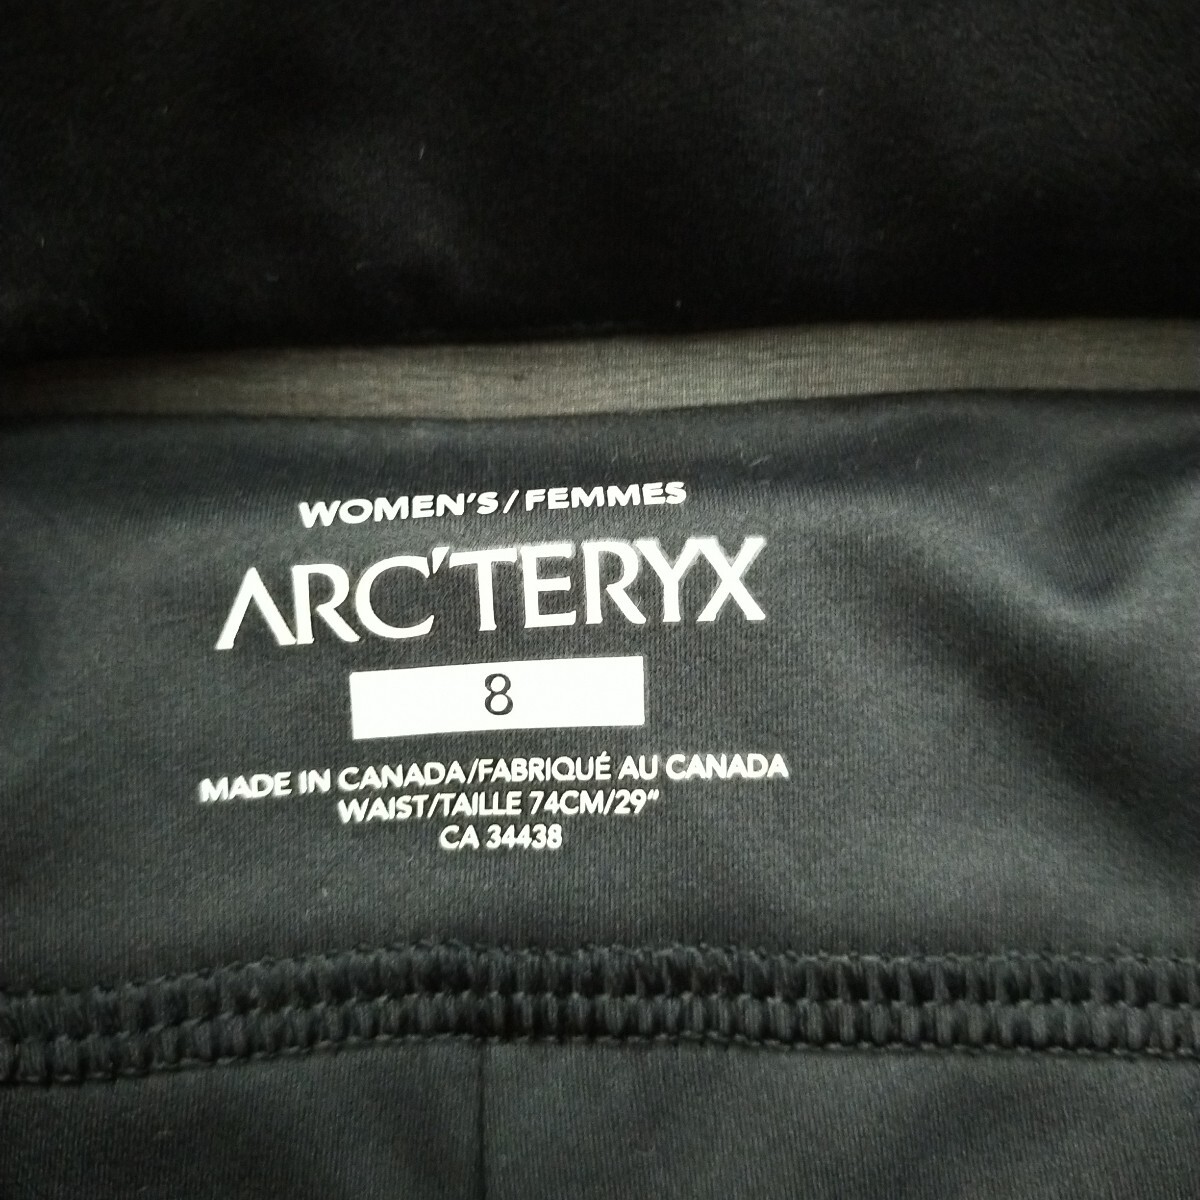 WOMEN'S/FEMMES
ARC'TERYX
8
MADE IN CANADA/FABRIQUÉ AU CANADA
WAIST/TAILLE 74CM/29"
CA 34438